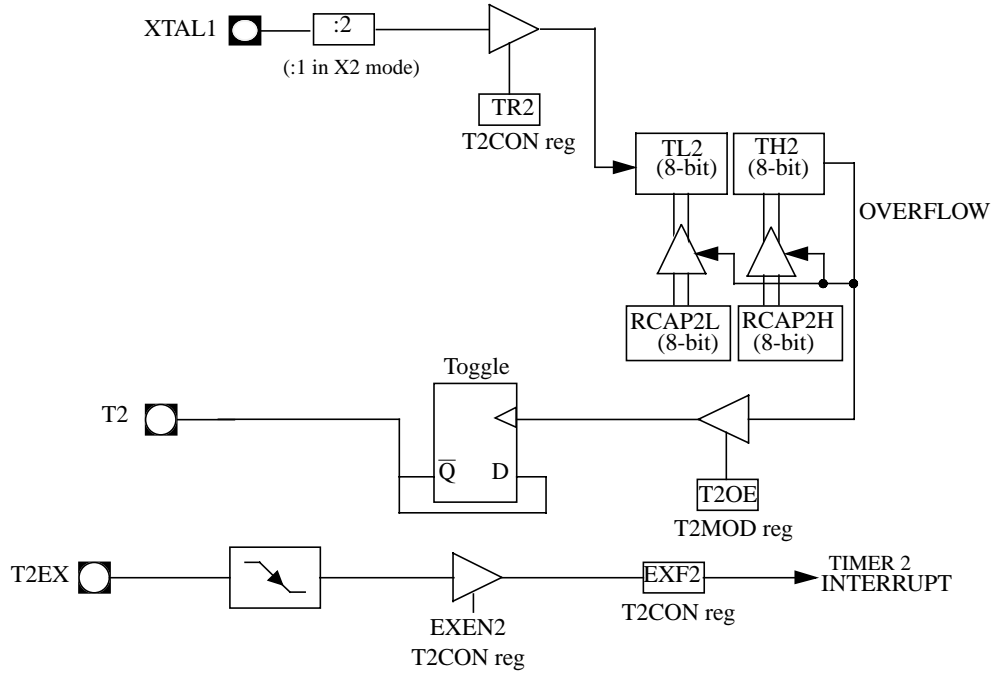 XTAL1
:2
(:1 in X2 mode)
TR2
T2CON reg
TL2
(8-bit)
TH2
(8-bit)
OVERFLOW
RCAP2L
(8-bit)
RCAP2H
(8-bit)
Toggle
T2
Q̅
D
T2OE
T2MOD reg
T2EX
EXEN2
T2CON reg
EXF2
T2CON reg
TIMER 2
INTERRUPT